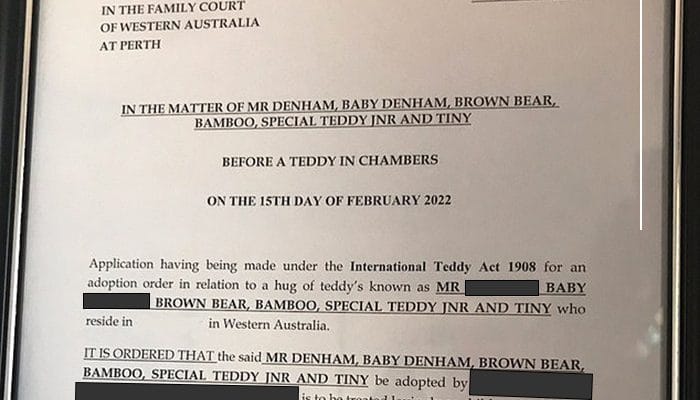 IN THE FAMILY COURT
OF WESTERN AUSTRALIA
AT PERTH
IN THE MATTER OF MR DENHAM, BABY DENHAM, BROWN BEAR,
BAMBOO, SPECIAL TEDDY JNR AND TINY
BEFORE A TEDDY IN CHAMBERS
ON THE 15TH DAY OF FEBRUARY 2022
Application having being made under the International Teddy Act 1908 for an
adoption order in relation to a hug of teddy's known as MR BABY
BROWN BEAR, BAMBOO, SPECIAL TEDDY JNR AND TINY who
reside in in Western Australia.
IT IS ORDERED THAT the said MR DENHAM, BABY DENHAM, BROWN BEAR,
BAMBOO, SPECIAL TEDDY JNR AND TINY be adopted by
is to be treated